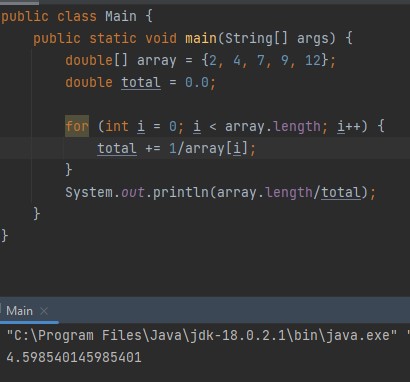 public class Main {
    public static void main(String[] args) {
        double[] array = {2, 4, 7, 9, 12};
        double total = 0.0;
        for (int i = 0; i < array.length; i++) {
            total += 1/array[i];
        }
        System.out.println(array.length/total);
    }
}
Main ×
"C:\Program Files\Java\jdk-18.0.2.1\bin\java.exe" "
4.598540145985401